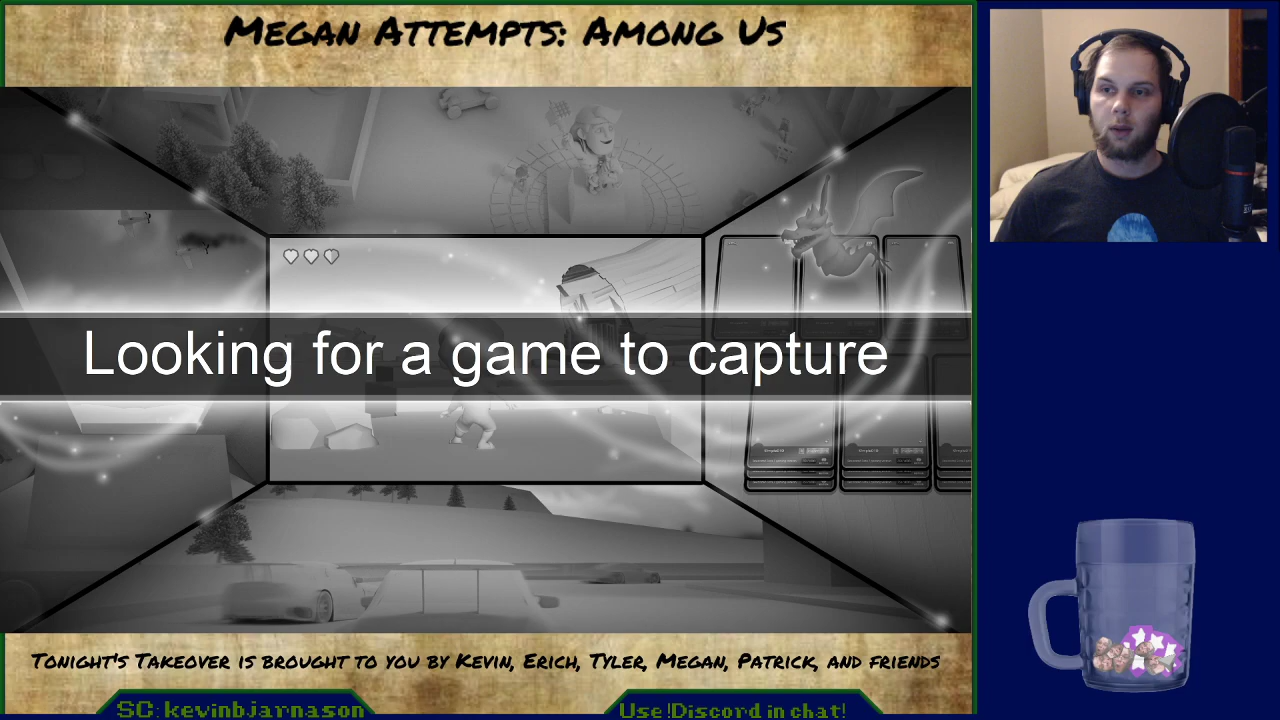 Megan Attempts: Among Us
Looking for a game to capture
Tonight's Takeover is brought to you by Kevin, Erich, Tyler, Megan, Patrick, and friends
SC: kevinbjarnason
Use !Discord in chat!